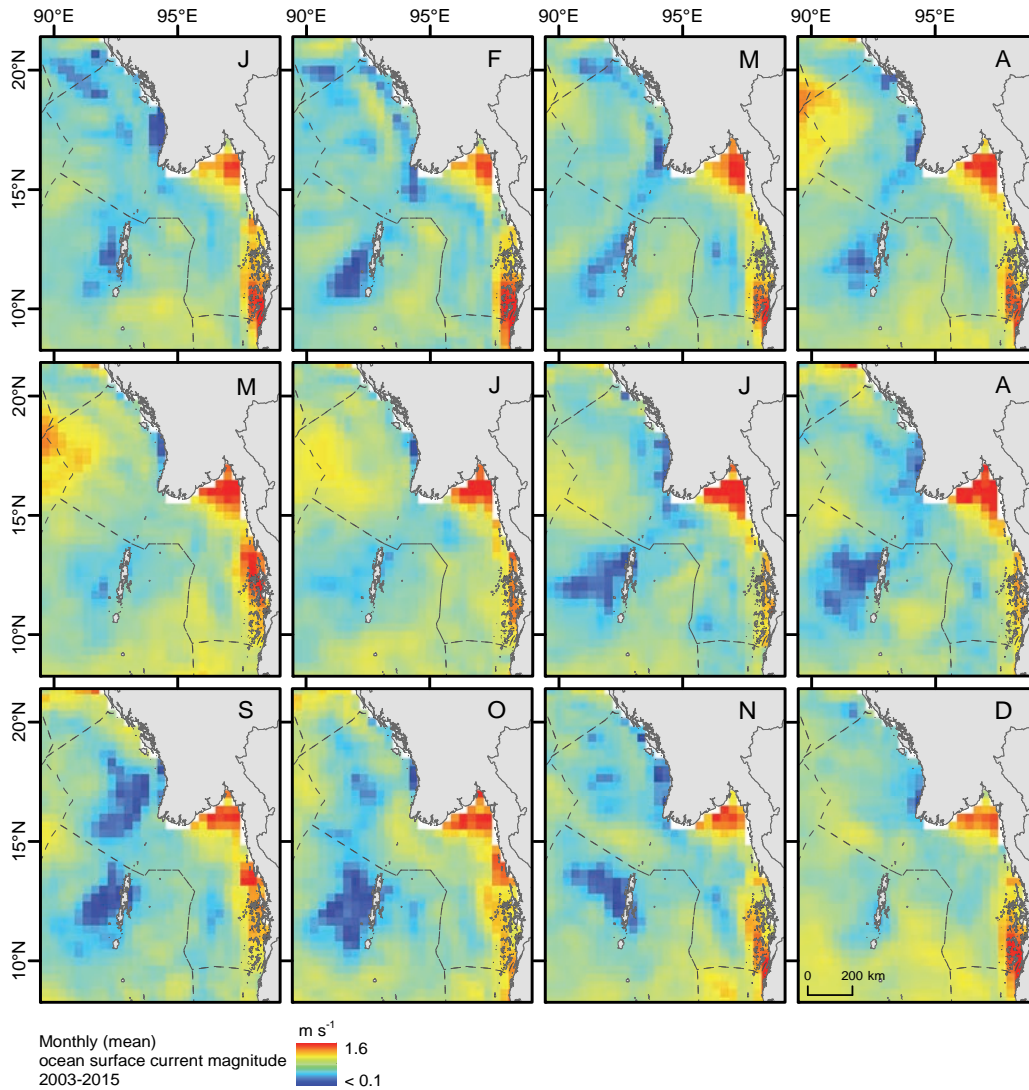 90°E 95°E 90°E 95°E 90°E 95°E 90°E 95°E
J F M A
20°N
15°N
10°N
M J J A
20°N
15°N
10°N
S O N D
20°N
15°N
10°N
0 200 km
Monthly (mean)
ocean surface current magnitude
2003-2015
m s⁻¹
1.6
< 0.1